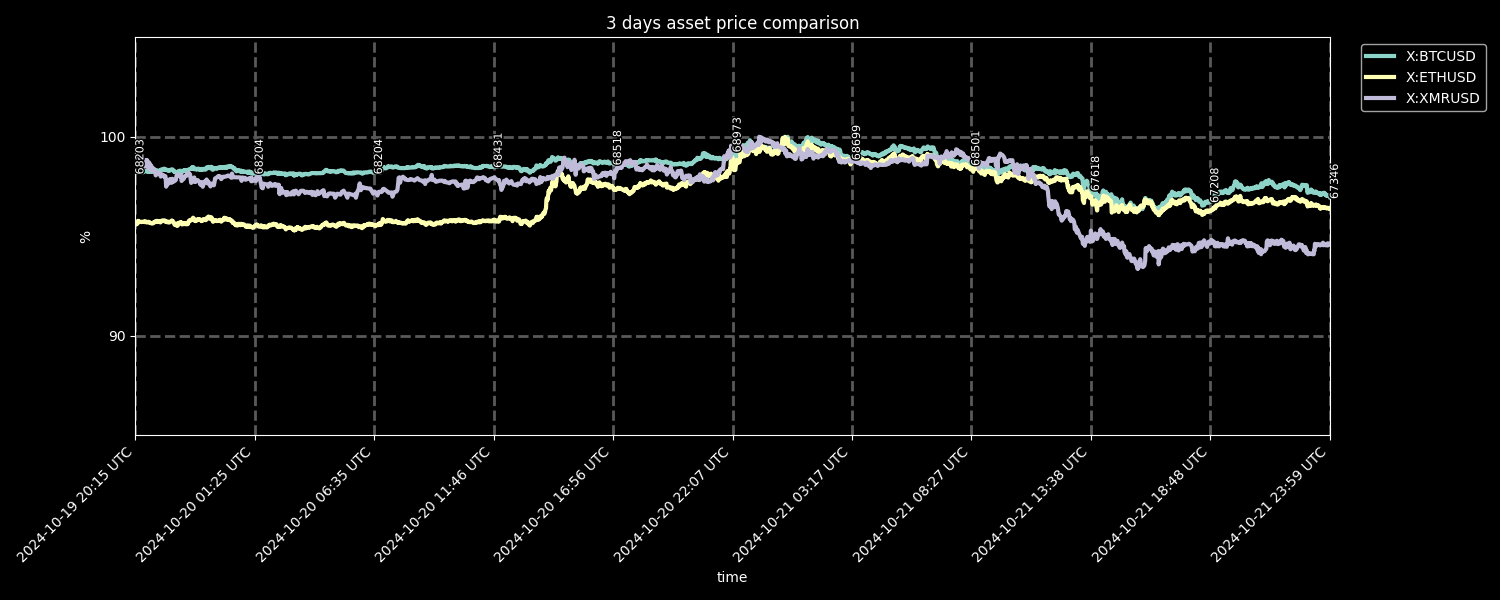 3 days asset price comparison
X:BTCUSD
X:ETHUSD
X:XMRUSD
%
100
90
68203
68204
68204
68431
68518
68973
68699
68501
67618
67208
67346
2024-10-19 20:15 UTC
2024-10-20 01:25 UTC
2024-10-20 06:35 UTC
2024-10-20 11:46 UTC
2024-10-20 16:56 UTC
2024-10-20 22:07 UTC
2024-10-21 03:17 UTC
2024-10-21 08:27 UTC
2024-10-21 13:38 UTC
2024-10-21 18:48 UTC
2024-10-21 23:59 UTC
time